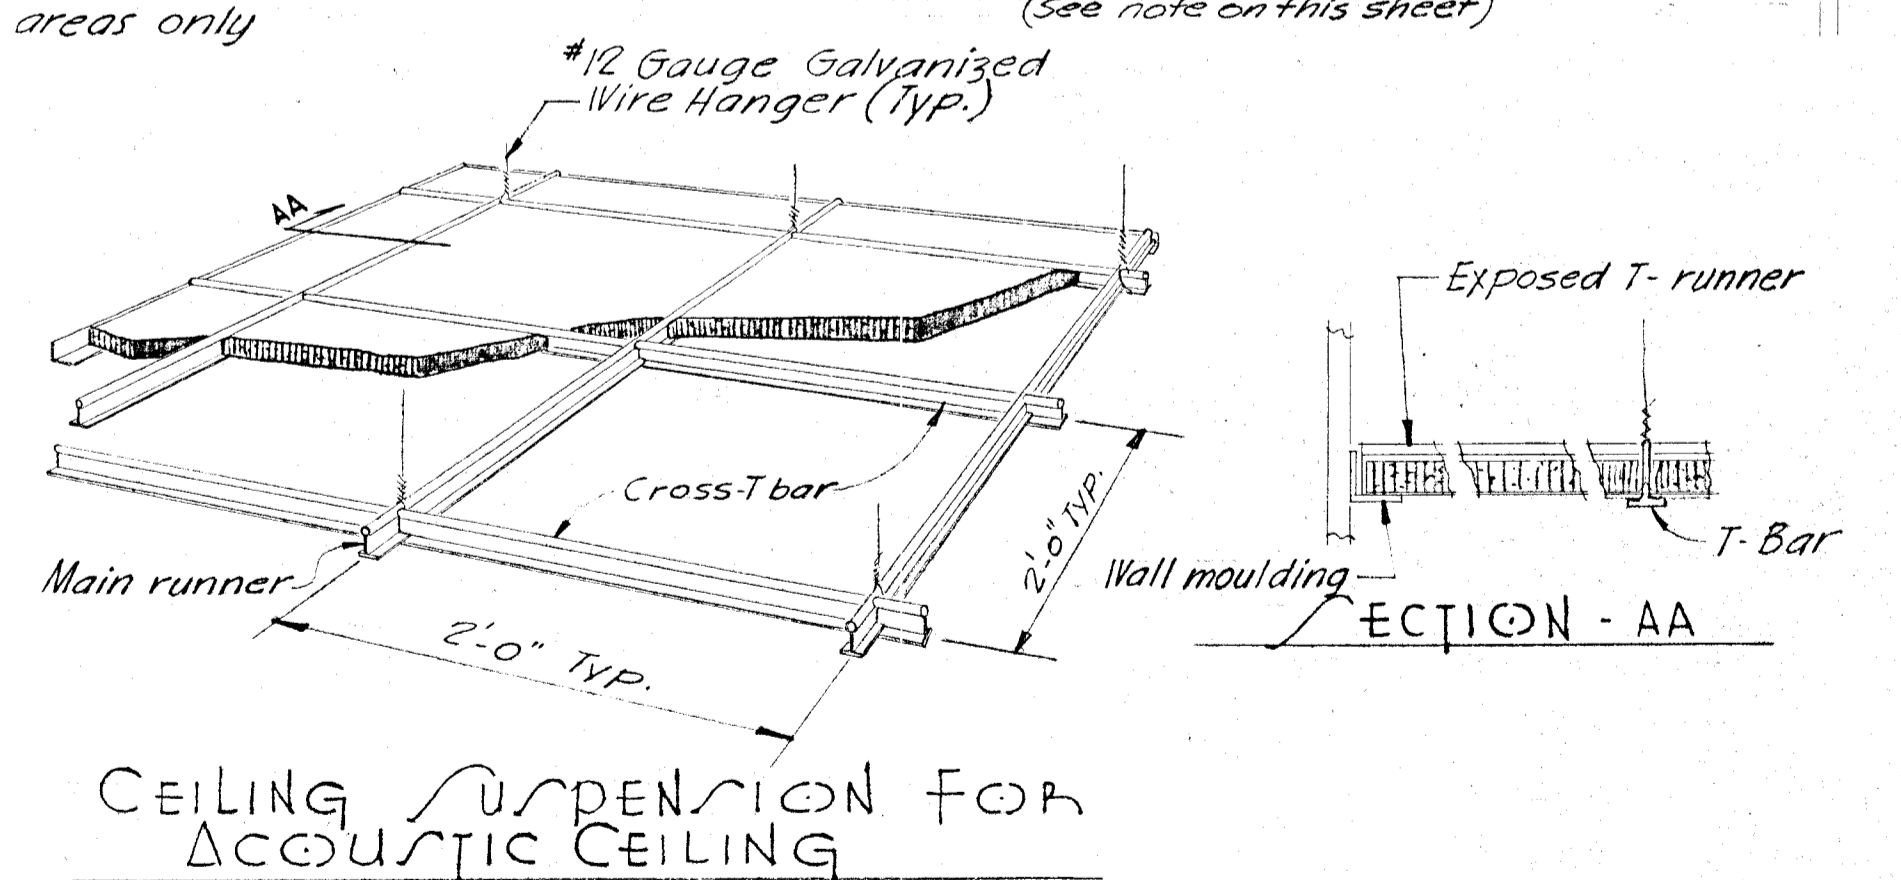 areas only
(See note on this sheet)
#12 Gauge Galvanized
Wire Hanger (Typ.)
AA
Exposed T-runner
Cross-T bar
2'-0" Typ.
T-Bar
Main runner
Wall moulding
SECTION - AA
2'-0" Typ.
CEILING SUSPENSION FOR
ACOUSTIC CEILING